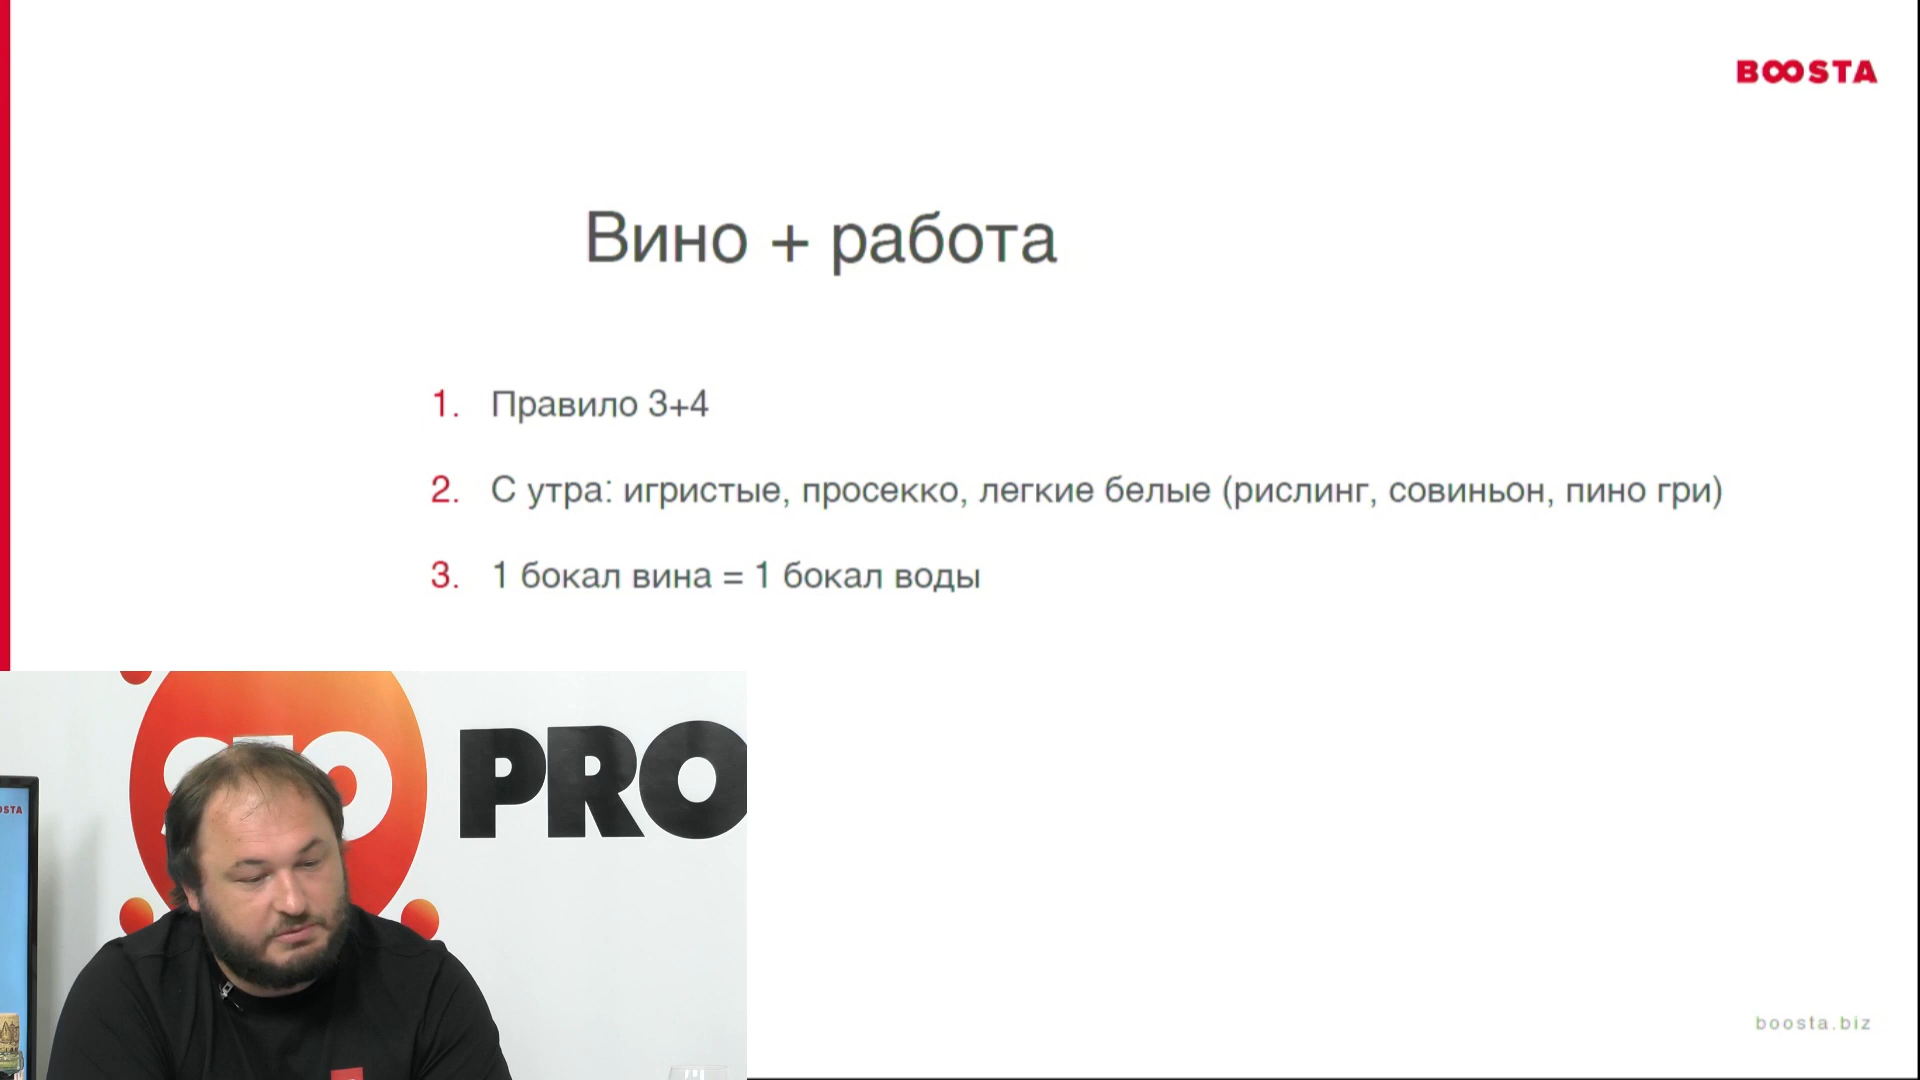 BOOSTA
Вино + работа
1. Правило 3+4
2. С утра: игристые, просекко, легкие белые (рислинг, совиньон, пино гри)
3. 1 бокал вина = 1 бокал воды
PRO
OSTA
boosta.biz